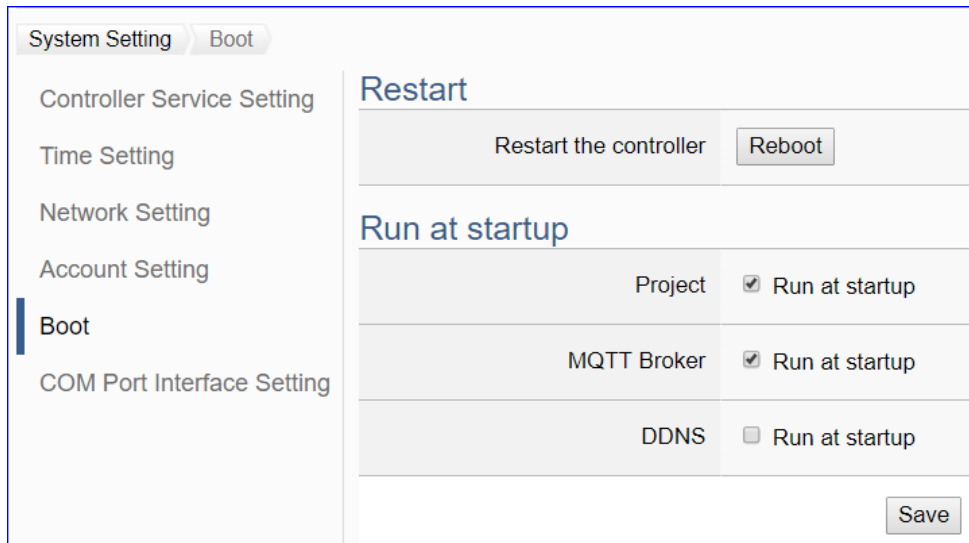 System Setting Boot
Controller Service Setting
Time Setting
Network Setting
Account Setting
Boot
COM Port Interface Setting
Restart
Restart the controller Reboot
Run at startup
Project Run at startup
MQTT Broker Run at startup
DDNS Run at startup
Save